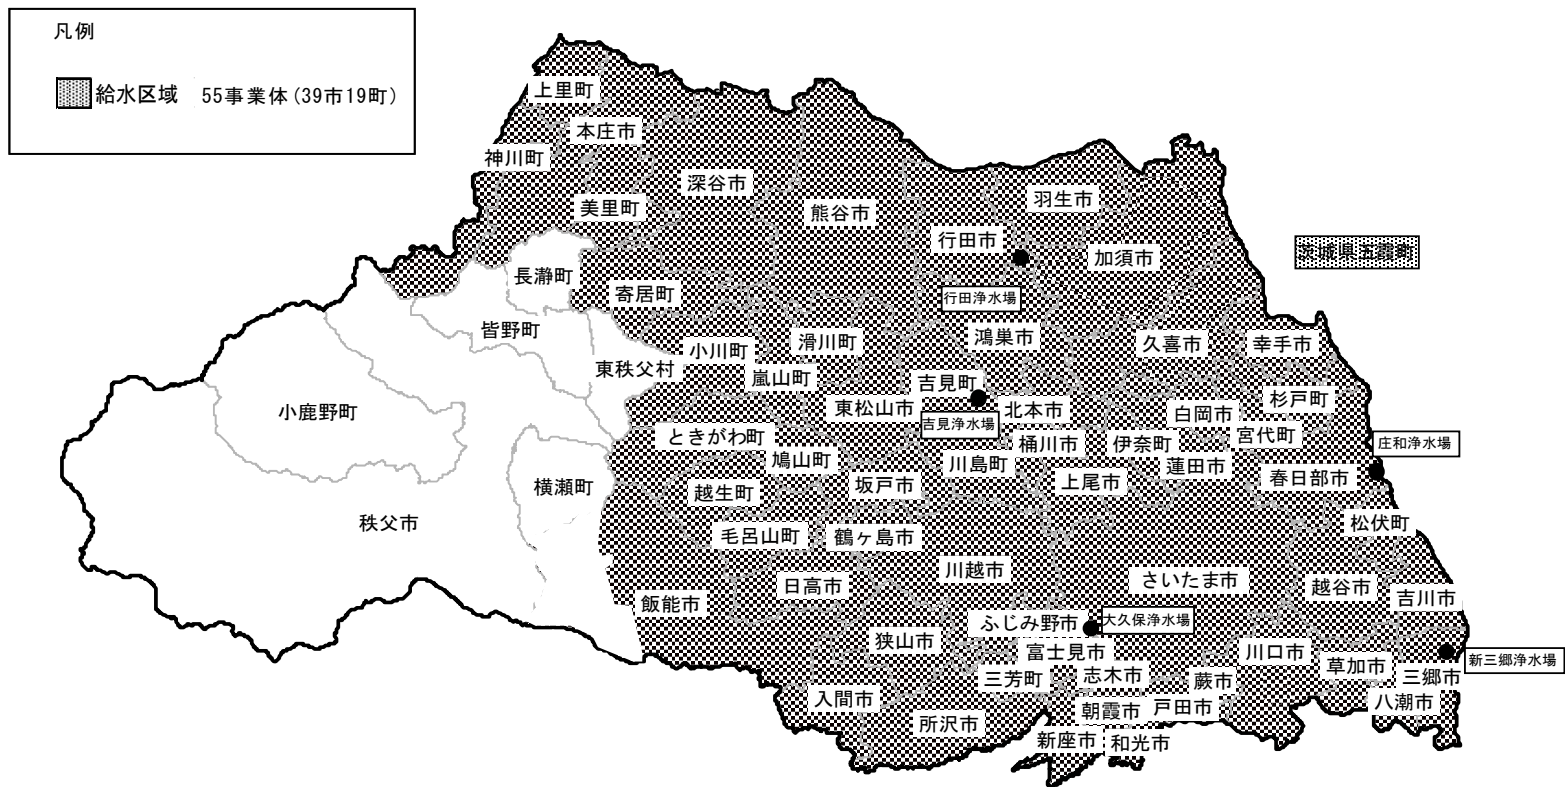 凡例
給水区域 55事業体(39市19町)
上里町
本庄市
神川町
深谷市
美里町
熊谷市
羽生市
行田市
加須市
長瀞町
寄居町
行田浄水場
皆野町
滑川町
鴻巣市
久喜市
幸手市
小川町
東秩父村
嵐山町
吉見町
小鹿野町
東松山市
北本市
白岡市
杉戸町
吉見浄水場
ときがわ町
桶川市
伊奈町
宮代町
庄和浄水場
鳩山町
川島町
蓮田市
横瀬町
越生町
坂戸市
上尾市
春日部市
秩父市
松伏町
毛呂山町
鶴ヶ島市
川越市
さいたま市
日高市
越谷市
飯能市
吉川市
ふじみ野市
大久保浄水場
狭山市
富士見市
川口市
草加市
新三郷浄水場
三芳町
志木市
蕨市
三郷市
入間市
八潮市
朝霞市
戸田市
所沢市
新座市
和光市